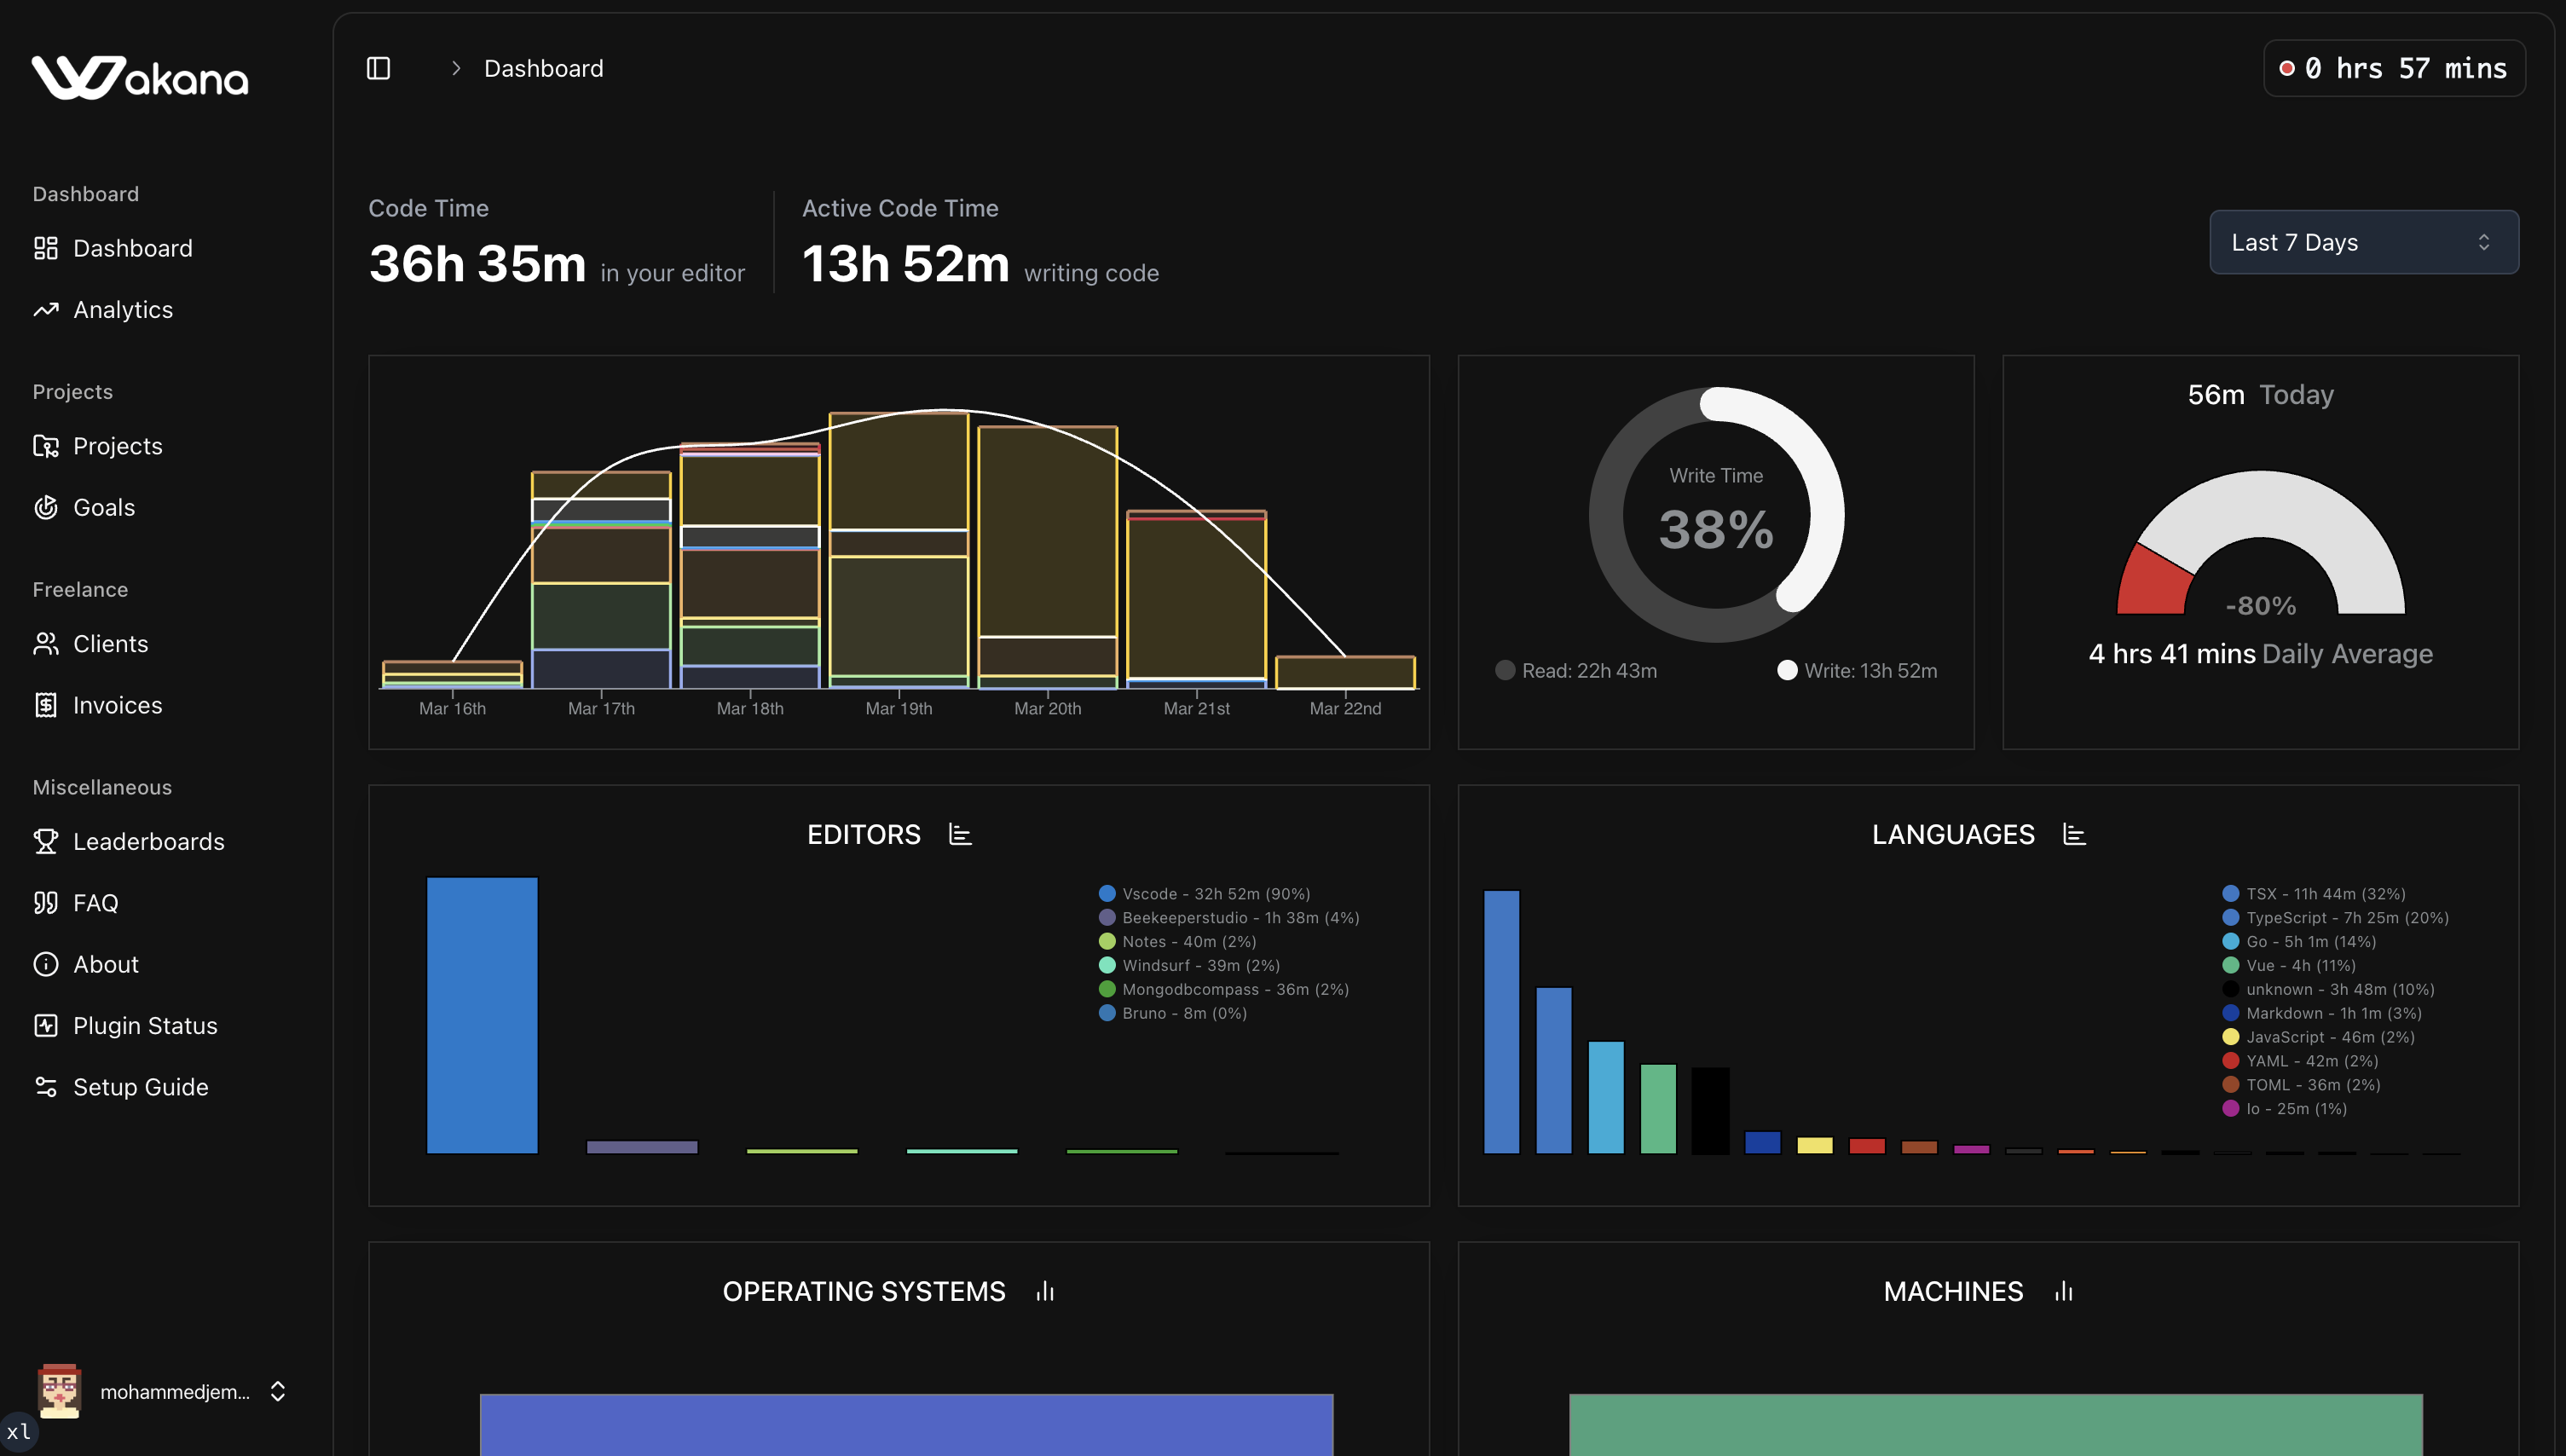 Wakana
Dashboard
Dashboard
Analytics
Projects
Projects
Goals
Freelance
Clients
Invoices
Miscellaneous
Leaderboards
FAQ
About
Plugin Status
Setup Guide
mohammedjem...
xl
Dashboard
0 hrs 57 mins
Code Time
36h 35m in your editor
Active Code Time
13h 52m writing code
Last 7 Days
Mar 16th
Mar 17th
Mar 18th
Mar 19th
Mar 20th
Mar 21st
Mar 22nd
Write Time
38%
Read: 22h 43m
Write: 13h 52m
56m Today
-80%
4 hrs 41 mins Daily Average
EDITORS
Vscode - 32h 52m (90%)
Beekeeperstudio - 1h 38m (4%)
Notes - 40m (2%)
Windsurf - 39m (2%)
Mongodbcompass - 36m (2%)
Bruno - 8m (0%)
LANGUAGES
TSX - 11h 44m (32%)
TypeScript - 7h 25m (20%)
Go - 5h 1m (14%)
Vue - 4h (11%)
unknown - 3h 48m (10%)
Markdown - 1h 1m (3%)
JavaScript - 46m (2%)
YAML - 42m (2%)
TOML - 36m (2%)
Io - 25m (1%)
OPERATING SYSTEMS
MACHINES